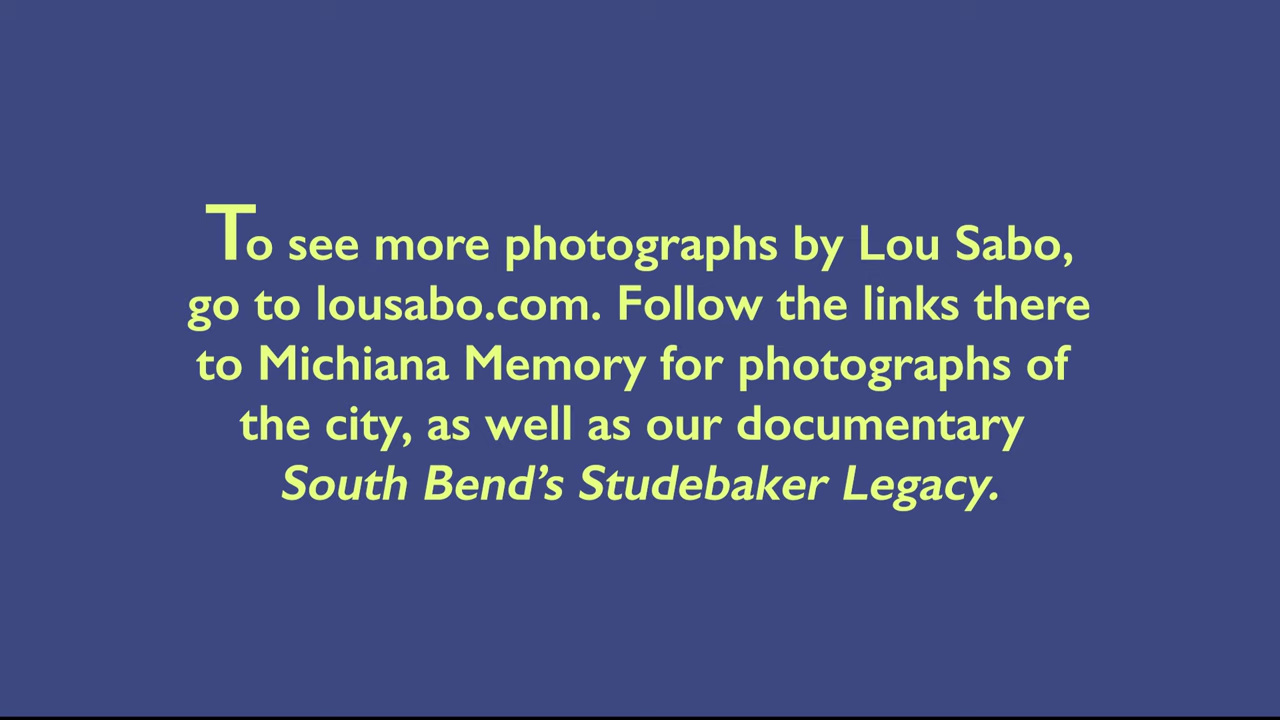 To see more photographs by Lou Sabo,
go to lousabo.com. Follow the links there
to Michiana Memory for photographs of
the city, as well as our documentary
South Bend’s Studebaker Legacy.